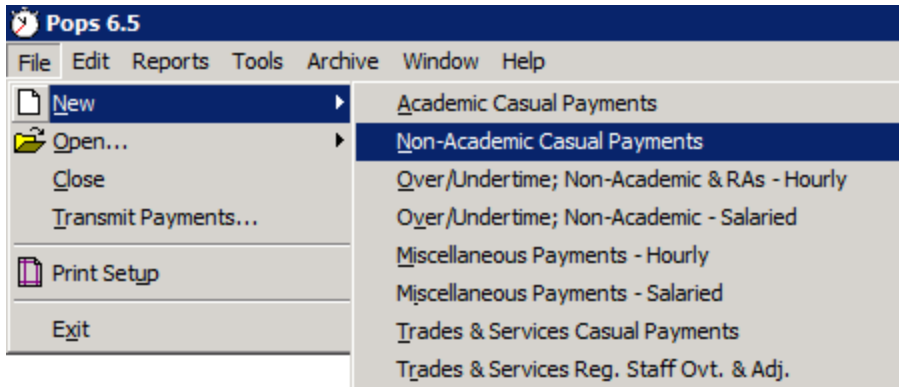 Pops 6.5
File Edit Reports Tools Archive Window Help
New
Open...
Close
Transmit Payments...
Print Setup
Exit
Academic Casual Payments
Non-Academic Casual Payments
Over/Undertime; Non-Academic & RAs - Hourly
Over/Undertime; Non-Academic - Salaried
Miscellaneous Payments - Hourly
Miscellaneous Payments - Salaried
Trades & Services Casual Payments
Trades & Services Reg. Staff Ovt. & Adj.